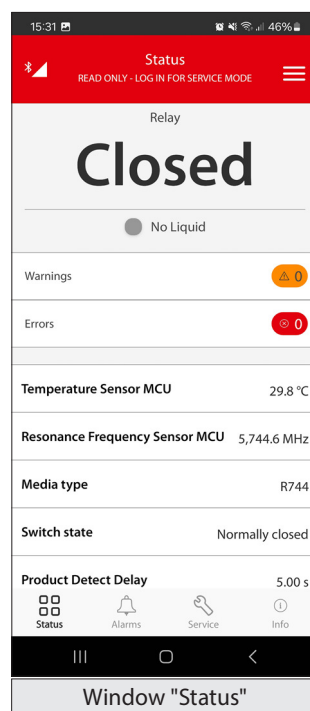 15:31 46%
Status
READ ONLY - LOG IN FOR SERVICE MODE
Relay
Closed
No Liquid
Warnings 0
Errors 0
Temperature Sensor MCU 29.8 °C
Resonance Frequency Sensor MCU 5,744.6 MHz
Media type R744
Switch state Normally closed
Product Detect Delay 5.00 s
Status Alarms Service Info
Window "Status"